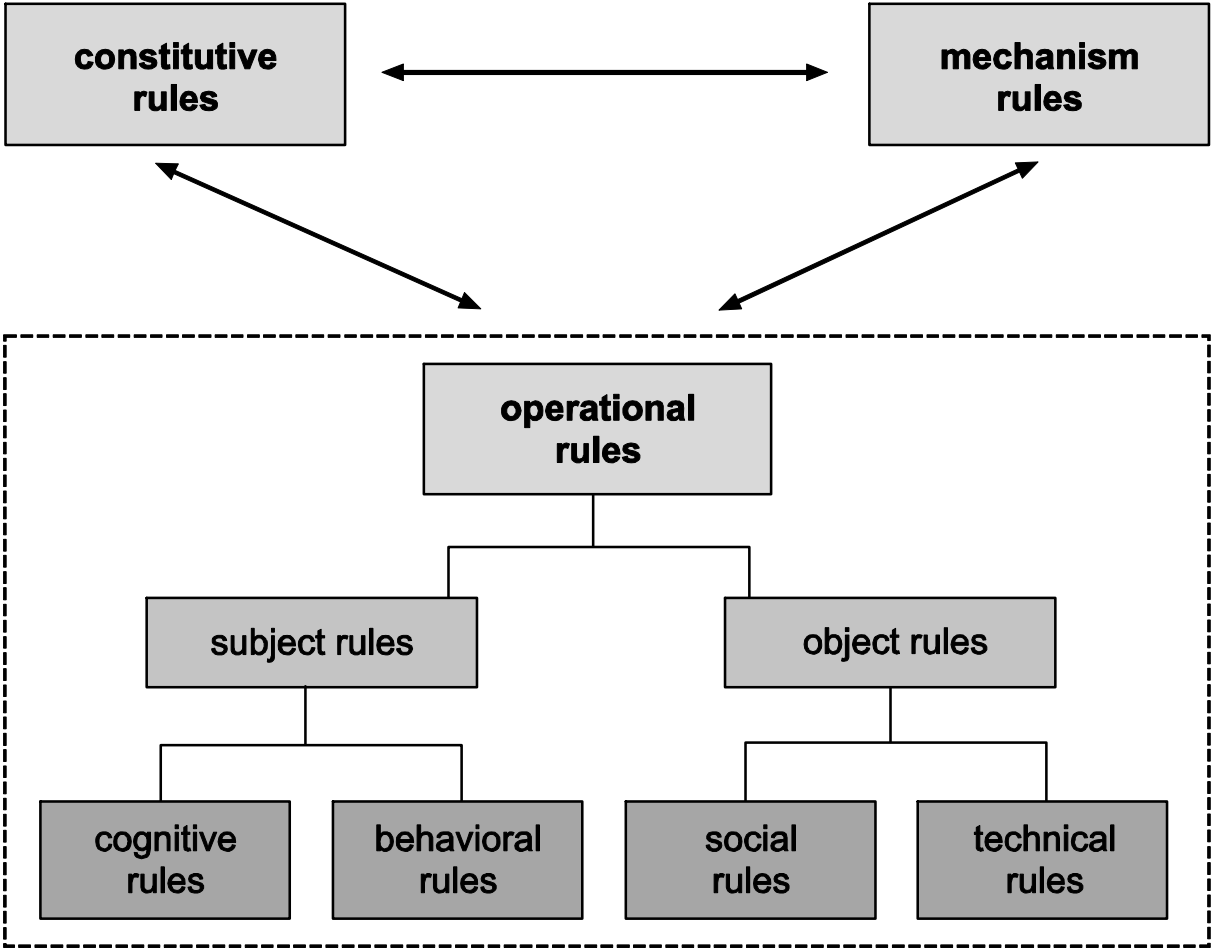 constitutive
rules
mechanism
rules
operational
rules
subject rules
object rules
cognitive
rules
behavioral
rules
social
rules
technical
rules